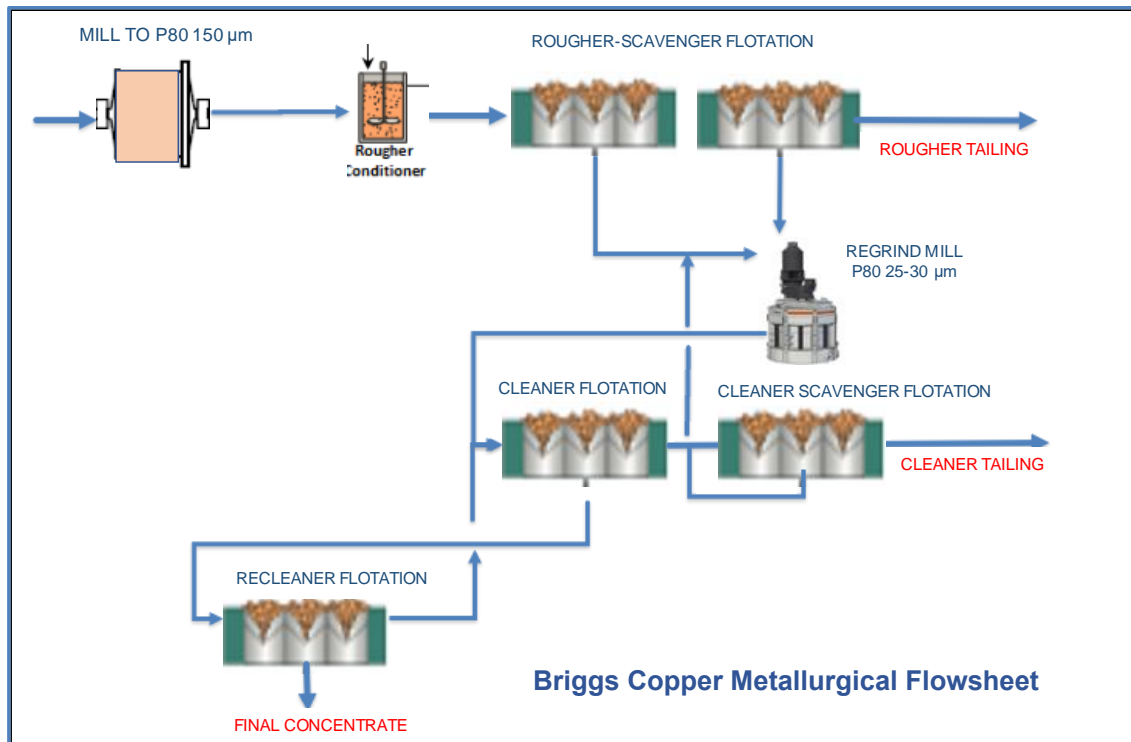 MILL TO P80 150 µm
ROUGHER-SCAVENGER FLOTATION
Rougher
Conditioner
ROUGHER TAILING
REGRIND MILL
P80 25-30 µm
CLEANER FLOTATION
CLEANER SCAVENGER FLOTATION
CLEANER TAILING
RECLEANER FLOTATION
Briggs Copper Metallurgical Flowsheet
FINAL CONCENTRATE